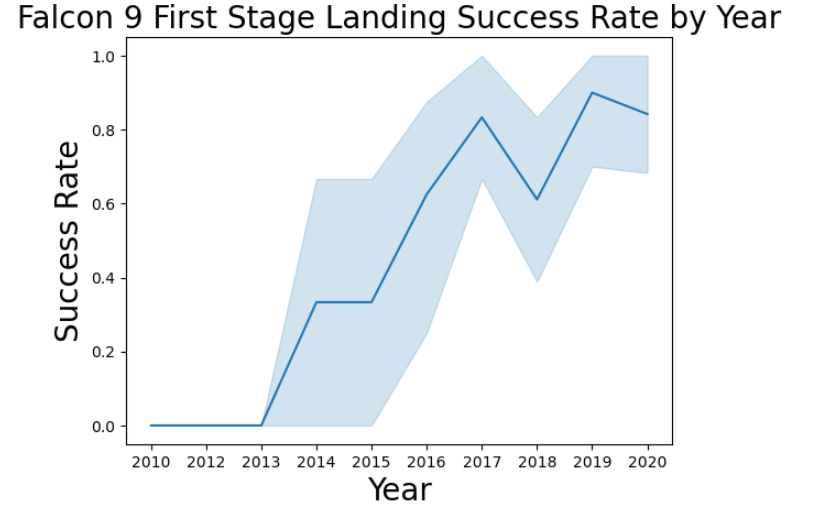 Falcon 9 First Stage Landing Success Rate by Year
1.0
0.8
0.6
0.4
0.2
0.0
Success Rate
2010 2012 2013 2014 2015 2016 2017 2018 2019 2020
Year